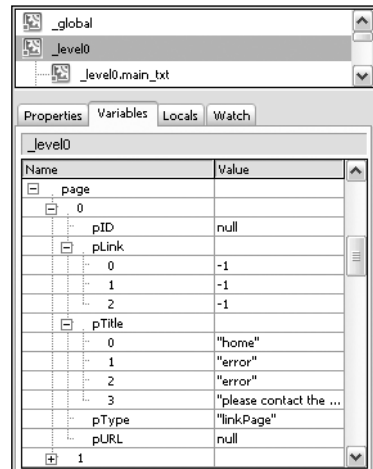 _global
_level0
_level0.main_txt
Properties Variables Locals Watch
_level0
Name Value
page
0
pID null
pLink
0 -1
1 -1
2 -1
pTitle
0 "home"
1 "error"
2 "error"
3 "please contact the ...
pType "linkPage"
pURL null
1